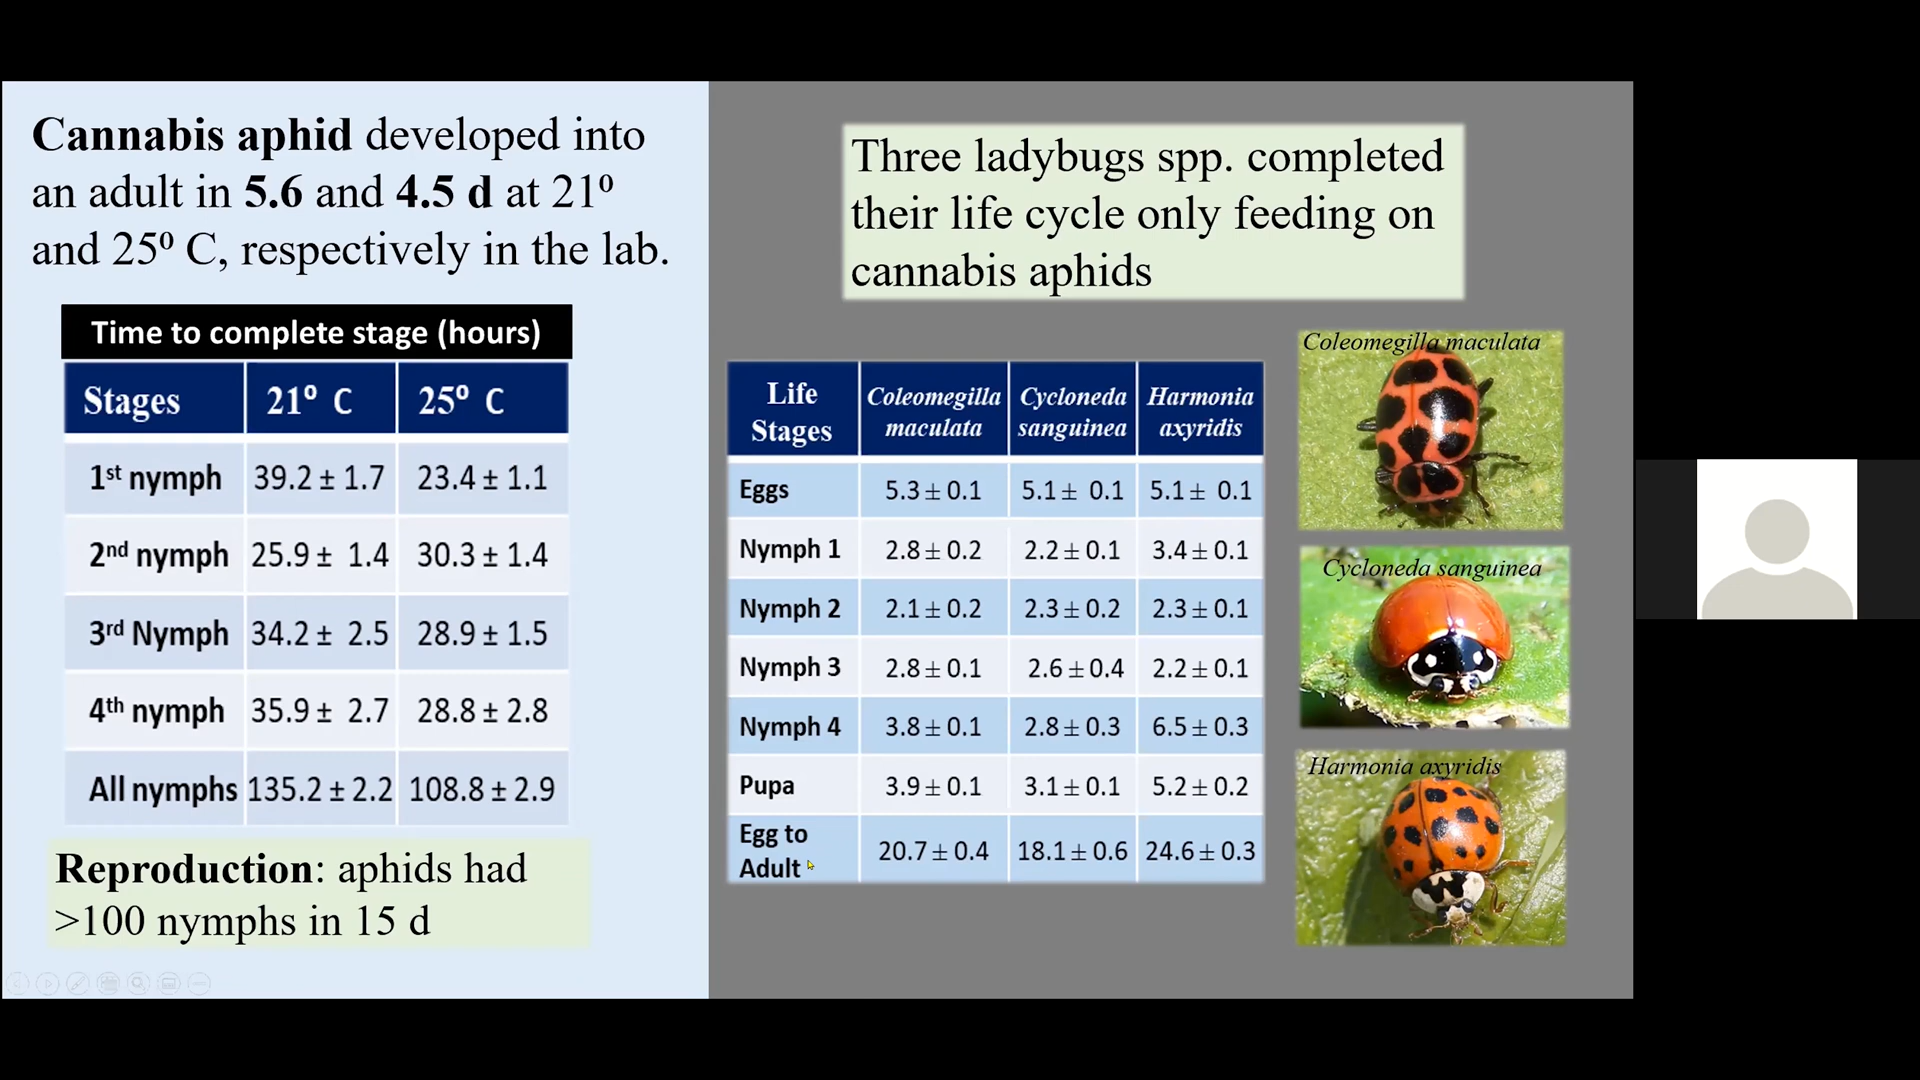 Cannabis aphid developed into
an adult in 5.6 and 4.5 d at 21⁰
and 25⁰ C, respectively in the lab.
Time to complete stage (hours)
Stages 21⁰ C 25⁰ C
1st nymph 39.2 ± 1.7 23.4 ± 1.1
2nd nymph 25.9 ± 1.4 30.3 ± 1.4
3rd Nymph 34.2 ± 2.5 28.9 ± 1.5
4th nymph 35.9 ± 2.7 28.8 ± 2.8
All nymphs 135.2 ± 2.2 108.8 ± 2.9
Reproduction: aphids had
>100 nymphs in 15 d
Three ladybugs spp. completed
their life cycle only feeding on
cannabis aphids
Life Coleomegilla Cycloneda Harmonia
Stages maculata sanguinea axyridis
Eggs 5.3 ± 0.1 5.1 ± 0.1 5.1 ± 0.1
Nymph 1 2.8 ± 0.2 2.2 ± 0.1 3.4 ± 0.1
Nymph 2 2.1 ± 0.2 2.3 ± 0.2 2.3 ± 0.1
Nymph 3 2.8 ± 0.1 2.6 ± 0.4 2.2 ± 0.1
Nymph 4 3.8 ± 0.1 2.8 ± 0.3 6.5 ± 0.3
Pupa 3.9 ± 0.1 3.1 ± 0.1 5.2 ± 0.2
Egg to
Adult 20.7 ± 0.4 18.1 ± 0.6 24.6 ± 0.3
Coleomegilla maculata
Cycloneda sanguinea
Harmonia axyridis